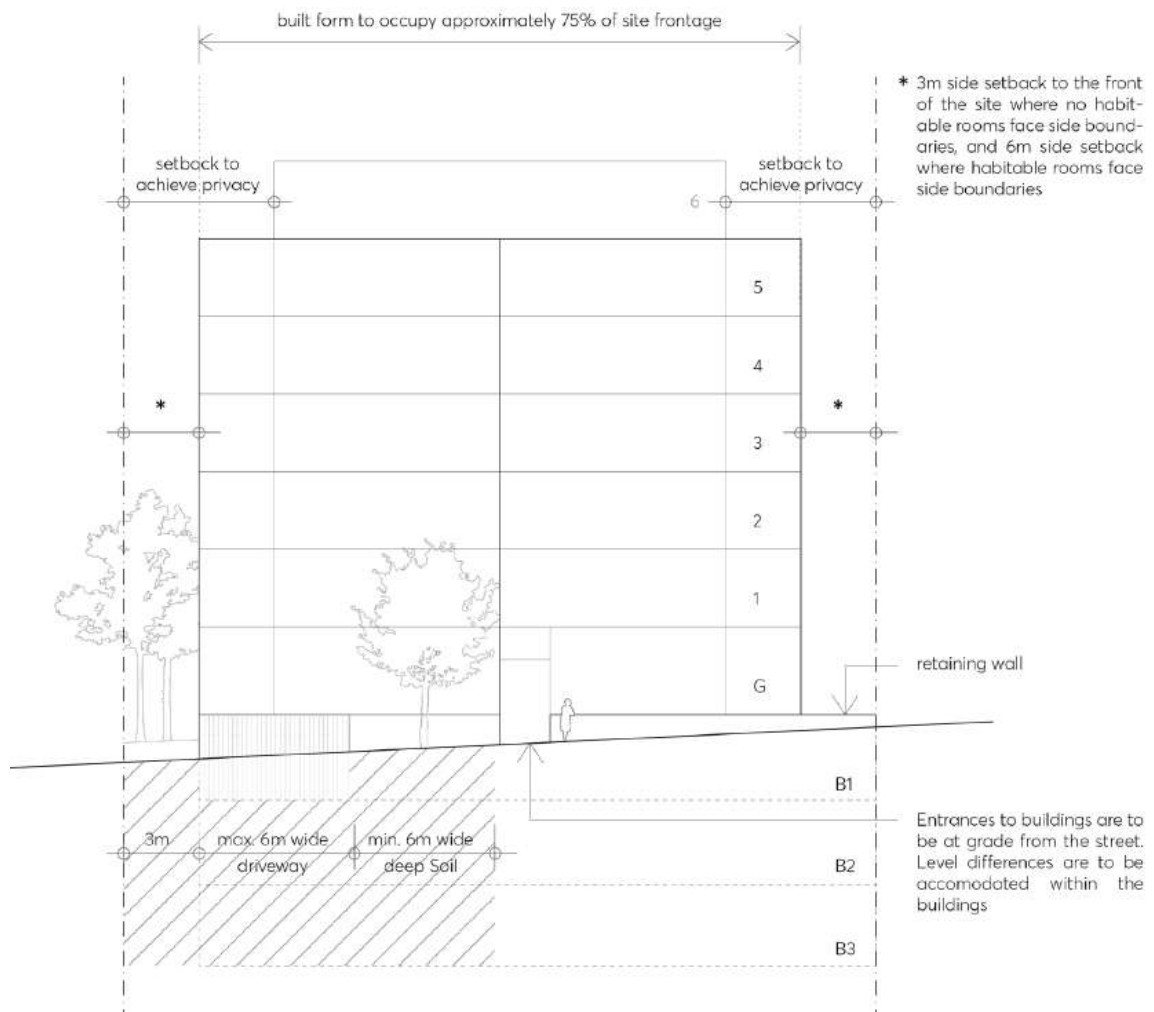 built form to occupy approximately 75% of site frontage
* 3m side setback to the front
of the site where no habit-
able rooms face side bound-
aries, and 6m side setback
where habitable rooms face
side boundaries
setback to
achieve privacy
setback to
achieve privacy
6
5
4
*
*
3
2
1
G
retaining wall
B1
3m
max. 6m wide
driveway
min. 6m wide
deep Soil
B2
Entrances to buildings are to
be at grade from the street.
Level differences are to be
accomodated within the
buildings
B3